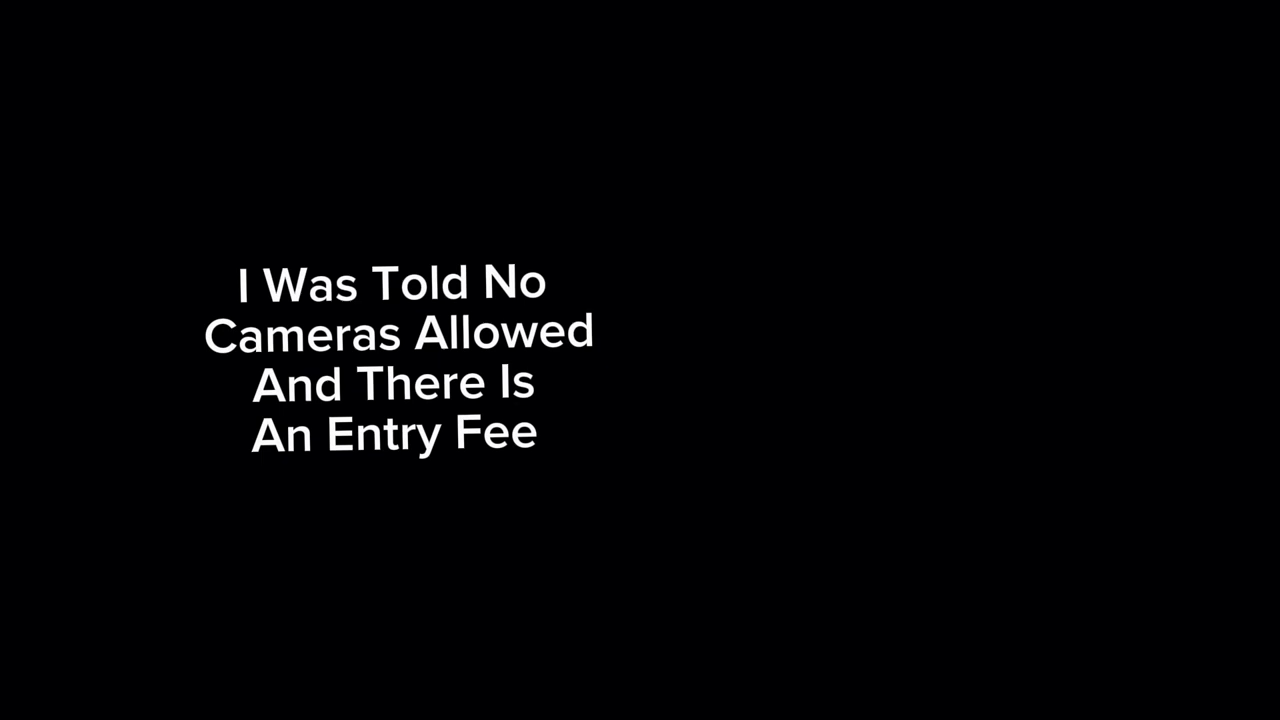 I Was Told No
Cameras Allowed
And There Is
An Entry Fee